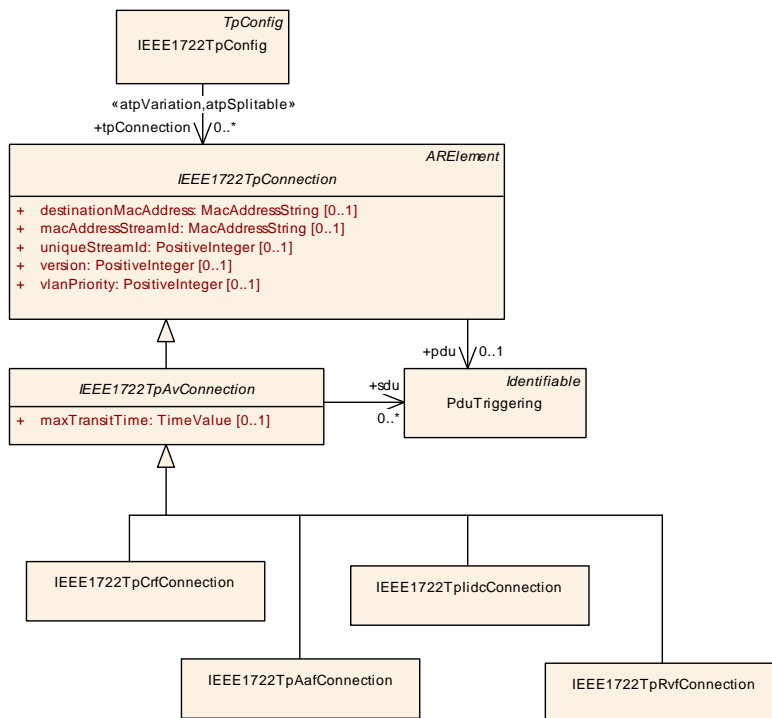 TpConfig
IEEE1722TpConfig
«atpVariation,atpSplitable»
+tpConnection 0..*
ARElement
IEEE1722TpConnection
+ destinationMacAddress: MacAddressString [0..1]
+ macAddressStreamId: MacAddressString [0..1]
+ uniqueStreamId: PositiveInteger [0..1]
+ version: PositiveInteger [0..1]
+ vlanPriority: PositiveInteger [0..1]
+pdu 0..1
IEEE1722TpAvConnection
+ maxTransitTime: TimeValue [0..1]
+sdu
0..*
Identifiable
PduTriggering
IEEE1722TpCrfConnection
IEEE1722TpIidcConnection
IEEE1722TpAafConnection
IEEE1722TpRvfConnection